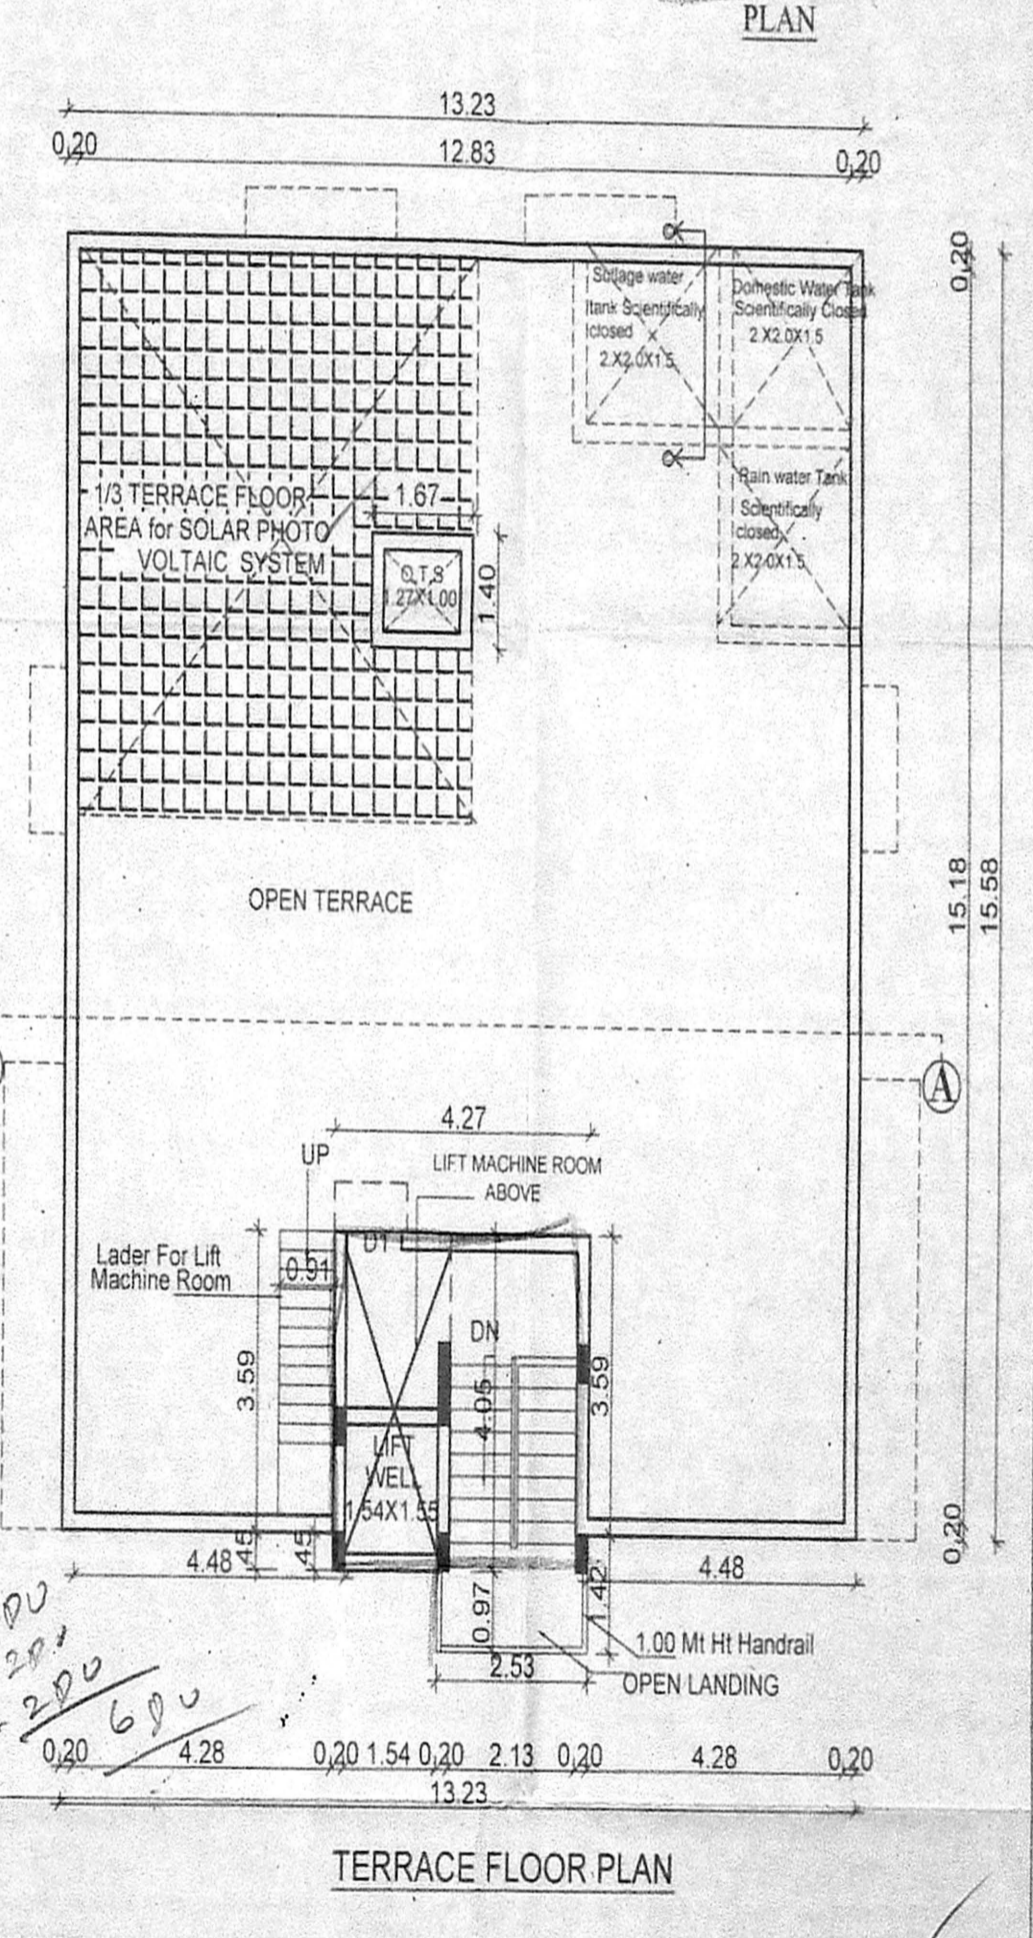 PLAN
13.23
0,20 12.83 0,20
0,20
Sullage water
tank Scientifically
closed
2.X2.0X1.5
Domestic Water Tank
Scientifically Closed
2 X2.0X1.5
1/3 TERRACE FLOOR
AREA for SOLAR PHOTO
VOLTAIC SYSTEM
1.67
Rain water Tank
Scientifically
closed
2.X2.0X1.5
O.T.S
1.27X1.00
1.40
15.18
15.58
OPEN TERRACE
A
4.27
UP
LIFT MACHINE ROOM
ABOVE
Lader For Lift
Machine Room
0.91
D1
DN
3.59
4.05
3.59
LIFT
WELL
1.54X1.55
0,20
4.48
.45
.45
4.48
0.97
1.42
1.00 Mt Ht Handrail
2.53
OPEN LANDING
DU
2DU
6 DU
0,20 4.28 0,20 1.54 0,20 2.13 0,20 4.28 0,20
13.23
TERRACE FLOOR PLAN